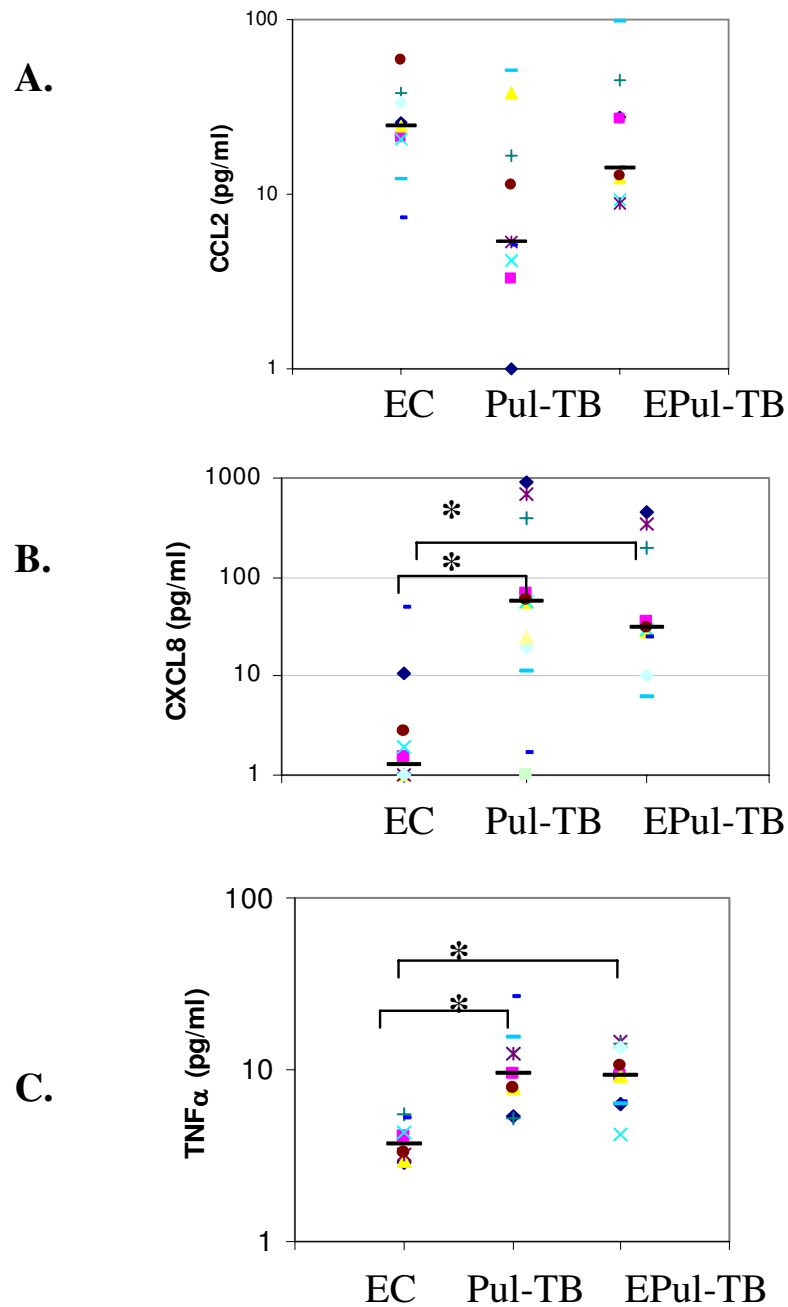 A.
CCL2 (pg/ml)
100
10
1
EC Pul-TB EPul-TB
B.
CXCL8 (pg/ml)
1000
100
10
1
*
*
EC Pul-TB EPul-TB
C.
TNFα (pg/ml)
100
10
1
*
*
EC Pul-TB EPul-TB